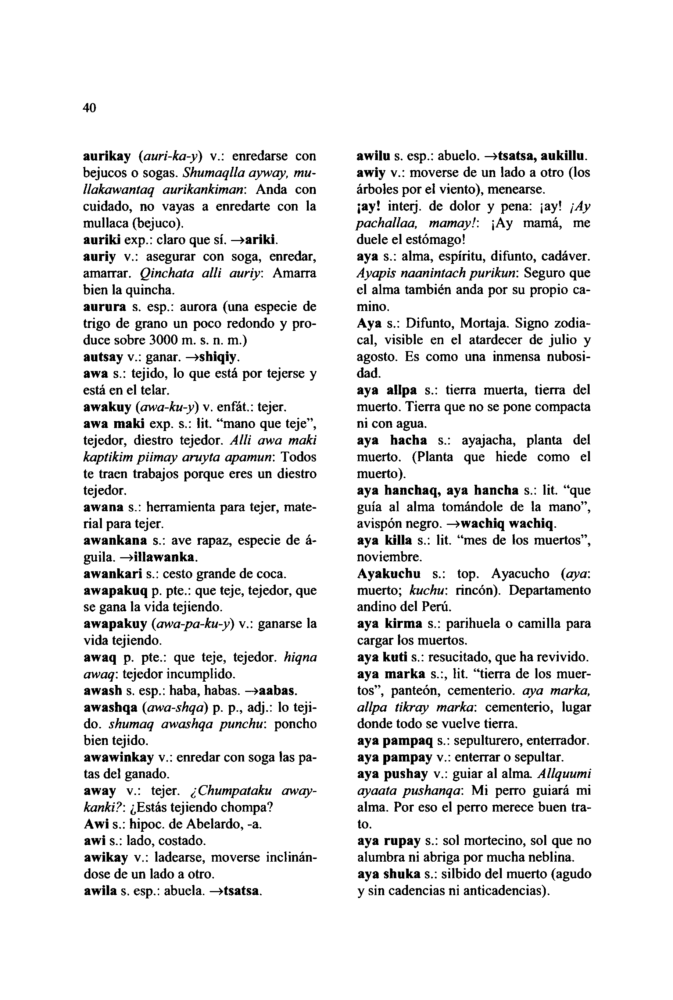 40
aurikay (auri-ka-y) v.: enredarse con
bejucos o sogas. Shumaqlla ayway, mu-
llakawantaq aurikankiman: Anda con
cuidado, no vayas a enredarte con la
mullaca (bejuco).
auriki exp.: claro que sí. →ariki.
auriy v.: asegurar con soga, enredar,
amarrar. Qinchata alli auriy: Amarra
bien la quincha.
aurura s. esp.: aurora (una especie de
trigo de grano un poco redondo y pro-
duce sobre 3000 m. s. n. m.)
autsay v.: ganar. →shiqiy.
awa s.: tejido, lo que está por tejerse y
está en el telar.
awakuy (awa-ku-y) v. enfát.: tejer.
awa maki exp. s.: lit. “mano que teje”,
tejedor, diestro tejedor. Alli awa maki
kaptikim piimay aruyta apamun: Todos
te traen trabajos porque eres un diestro
tejedor.
awana s.: herramienta para tejer, mate-
rial para tejer.
awankana s.: ave rapaz, especie de á-
guila. →illawanka.
awankari s.: cesto grande de coca.
awapakuq p. pte.: que teje, tejedor, que
se gana la vida tejiendo.
awapakuy (awa-pa-ku-y) v.: ganarse la
vida tejiendo.
awaq p. pte.: que teje, tejedor. hiqna
awaq: tejedor incumplido.
awash s. esp.: haba, habas. →aabas.
awashqa (awa-shqa) p. p., adj.: lo teji-
do. shumaq awashqa punchu: poncho
bien tejido.
awawinkay v.: enredar con soga las pa-
tas del ganado.
away v.: tejer. ¿Chumpataku away-
kanki?: ¿Estás tejiendo chompa?
Awi s.: hipoc. de Abelardo, -a.
awi s.: lado, costado.
awikay v.: ladearse, moverse inclinán-
dose de un lado a otro.
awila s. esp.: abuela. →tsatsa.
awilu s. esp.: abuelo. →tsatsa, aukillu.
awiy v.: moverse de un lado a otro (los
árboles por el viento), menearse.
¡ay! interj. de dolor y pena: ¡ay! ¡Ay
pachallaa, mamay!: ¡Ay mamá, me
duele el estómago!
aya s.: alma, espíritu, difunto, cadáver.
Ayapis naanintach purikun: Seguro que
el alma también anda por su propio ca-
mino.
Aya s.: Difunto, Mortaja. Signo zodia-
cal, visible en el atardecer de julio y
agosto. Es como una inmensa nubosi-
dad.
aya allpa s.: tierra muerta, tierra del
muerto. Tierra que no se pone compacta
ni con agua.
aya hacha s.: ayajacha, planta del
muerto. (Planta que hiede como el
muerto).
aya hanchaq, aya hancha s.: lit. “que
guía al alma tomándole de la mano”,
avispón negro. →wachiq wachiq.
aya killa s.: lit. “mes de los muertos”,
noviembre.
Ayakuchu s.: top. Ayacucho (aya:
muerto; kuchu: rincón). Departamento
andino del Perú.
aya kirma s.: parihuela o camilla para
cargar los muertos.
aya kuti s.: resucitado, que ha revivido.
aya marka s.:, lit. “tierra de los muer-
tos”, panteón, cementerio. aya marka,
allpa tikray marka: cementerio, lugar
donde todo se vuelve tierra.
aya pampaq s.: sepulturero, enterrador.
aya pampay v.: enterrar o sepultar.
aya pushay v.: guiar al alma. Allquumi
ayaata pushanqa: Mi perro guiará mi
alma. Por eso el perro merece buen tra-
to.
aya rupay s.: sol mortecino, sol que no
alumbra ni abriga por mucha neblina.
aya shuka s.: silbido del muerto (agudo
y sin cadencias ni anticadencias).